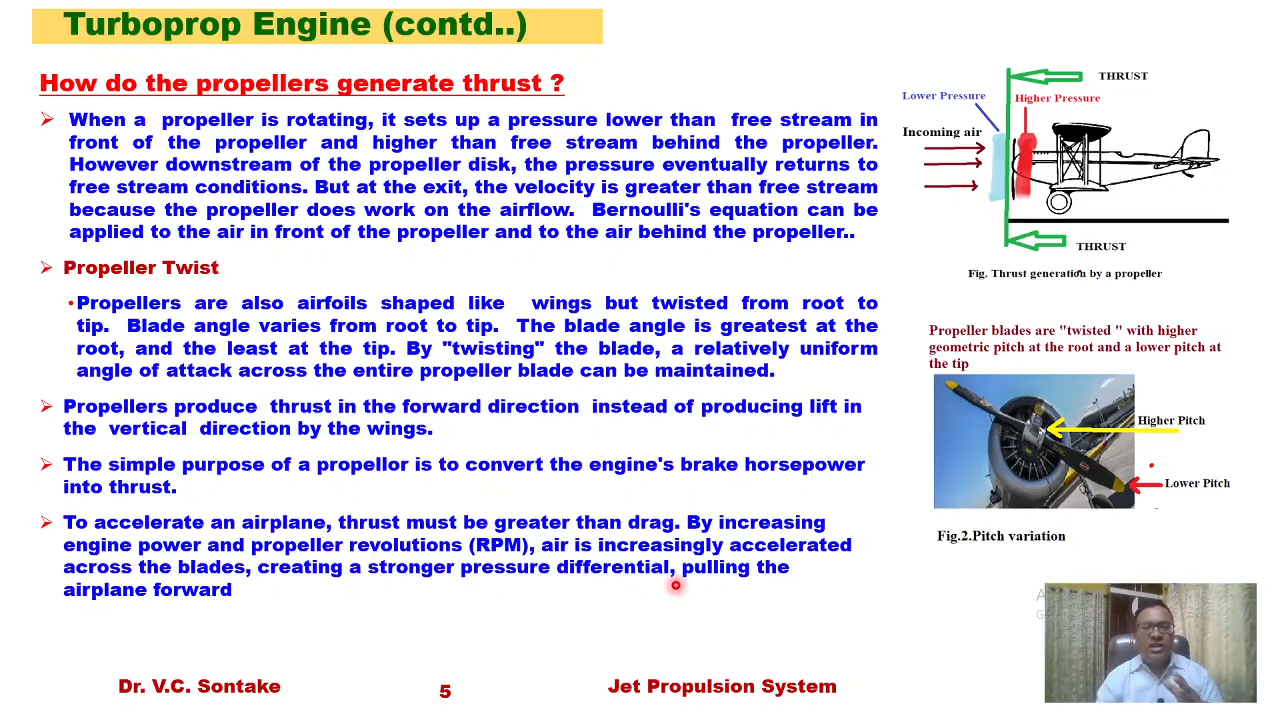 Turboprop Engine (contd..)
How do the propellers generate thrust ?
When a propeller is rotating, it sets up a pressure lower than free stream in
front of the propeller and higher than free stream behind the propeller.
However downstream of the propeller disk, the pressure eventually returns to
free stream conditions. But at the exit, the velocity is greater than free stream
because the propeller does work on the airflow. Bernoulli's equation can be
applied to the air in front of the propeller and to the air behind the propeller..
Propeller Twist
•Propellers are also airfoils shaped like wings but twisted from root to
tip. Blade angle varies from root to tip. The blade angle is greatest at the
root, and the least at the tip. By "twisting" the blade, a relatively uniform
angle of attack across the entire propeller blade can be maintained.
Propellers produce thrust in the forward direction instead of producing lift in
the vertical direction by the wings.
The simple purpose of a propellor is to convert the engine's brake horsepower
into thrust.
To accelerate an airplane, thrust must be greater than drag. By increasing
engine power and propeller revolutions (RPM), air is increasingly accelerated
across the blades, creating a stronger pressure differential, pulling the
airplane forward
THRUST
Lower Pressure
Higher Pressure
Incoming air
THRUST
Fig. Thrust generation by a propeller
Propeller blades are "twisted " with higher
geometric pitch at the root and a lower pitch at
the tip
Higher Pitch
Lower Pitch
Fig.2.Pitch variation
Dr. V.C. Sontake
5
Jet Propulsion System